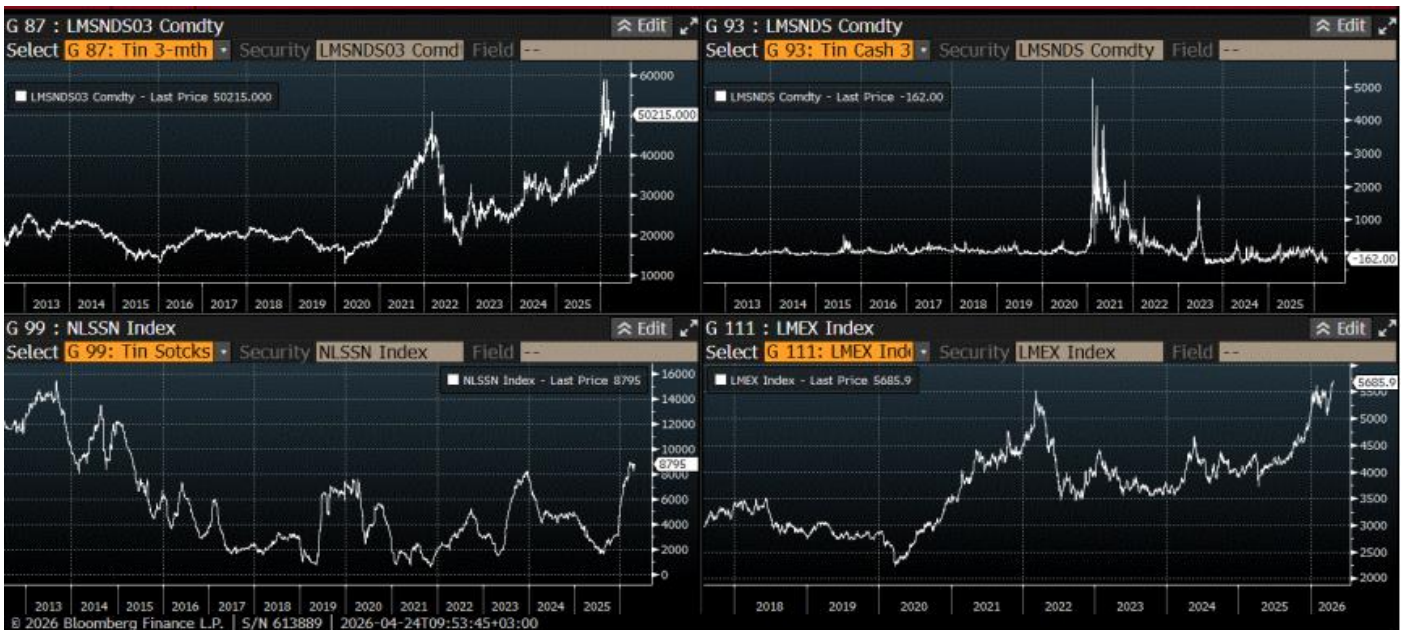 G 87 : LMSNDS03 Comdty
Edit
Select G 87: Tin 3-mth Security LMSNDS03 Comd Field --
LMSNDS03 Comdty - Last Price 50215.000
60000
50215.000
40000
30000
20000
10000
2013 2014 2015 2016 2017 2018 2019 2020 2021 2022 2023 2024 2025
G 93 : LMSNDS Comdty
Edit
Select G 93: Tin Cash 3 Security LMSNDS Comdty Field --
LMSNDS Comdty - Last Price -162.00
5000
4000
3000
2000
1000
-162.00
2013 2014 2015 2016 2017 2018 2019 2020 2021 2022 2023 2024 2025
G 99 : NLSSN Index
Edit
Select G 99: Tin Sotcks Security NLSSN Index Field --
NLSSN Index - Last Price 8795
16000
14000
12000
10000
8795
8000
6000
4000
2000
0
2013 2014 2015 2016 2017 2018 2019 2020 2021 2022 2023 2024 2025
G 111 : LMEX Index
Edit
Select G 111: LMEX Ind Security LMEX Index Field --
LMEX Index - Last Price 5685.9
5685.9
5500
5000
4500
4000
3500
3000
2500
2000
2018 2019 2020 2021 2022 2023 2024 2025 2026
© 2026 Bloomberg Finance L.P. | S/N 613889 | 2026-04-24T09:53:45+03:00